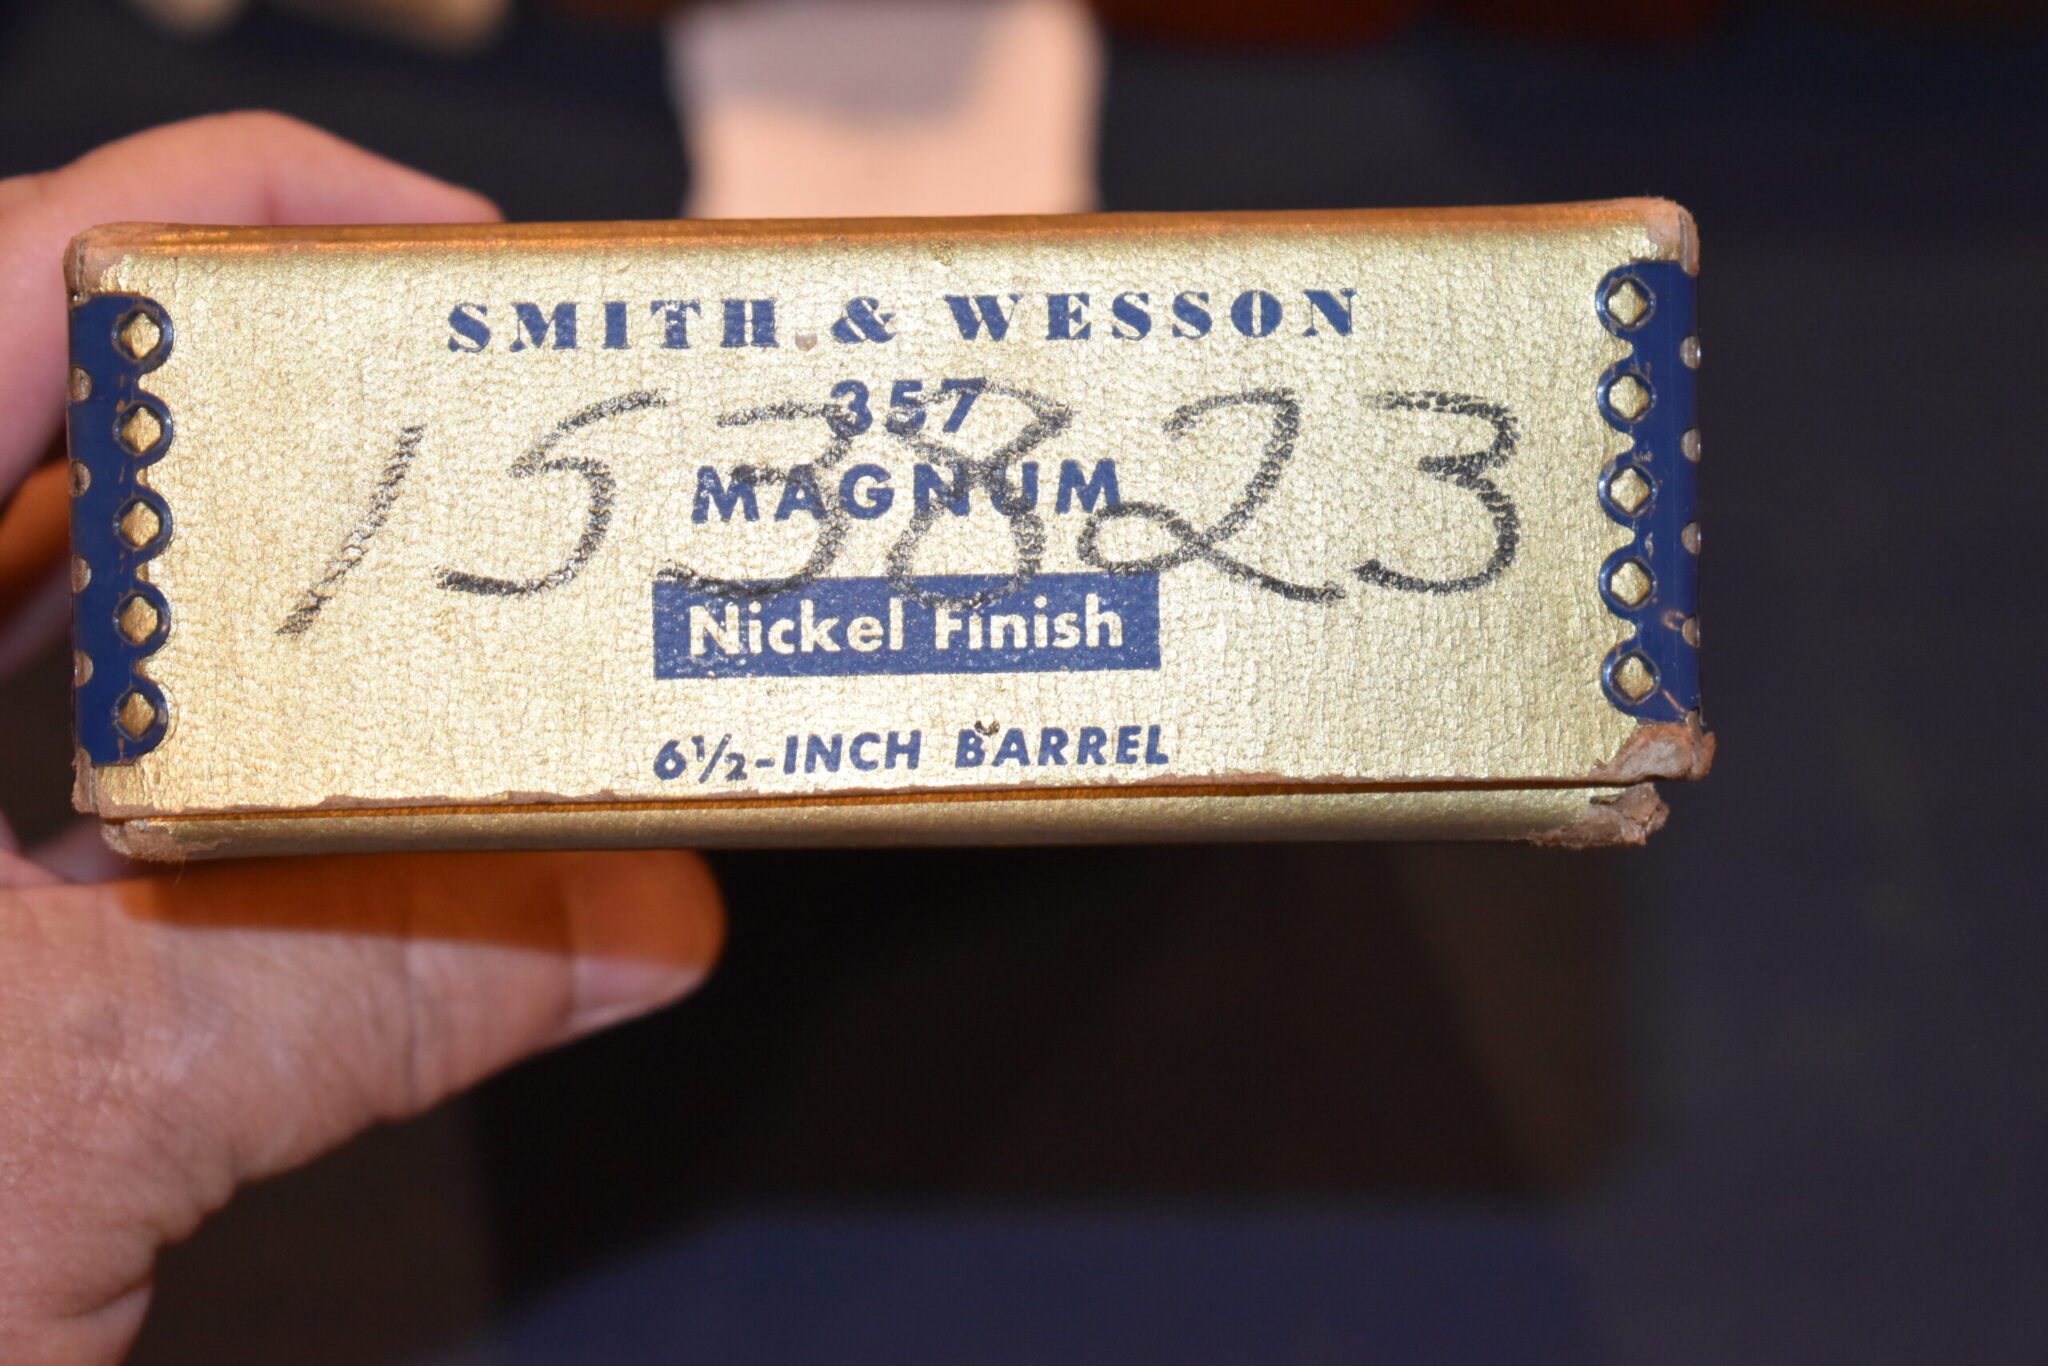 SMITH & WESSON
357
153823
MAGNUM
Nickel Finish
6½-INCH BARREL